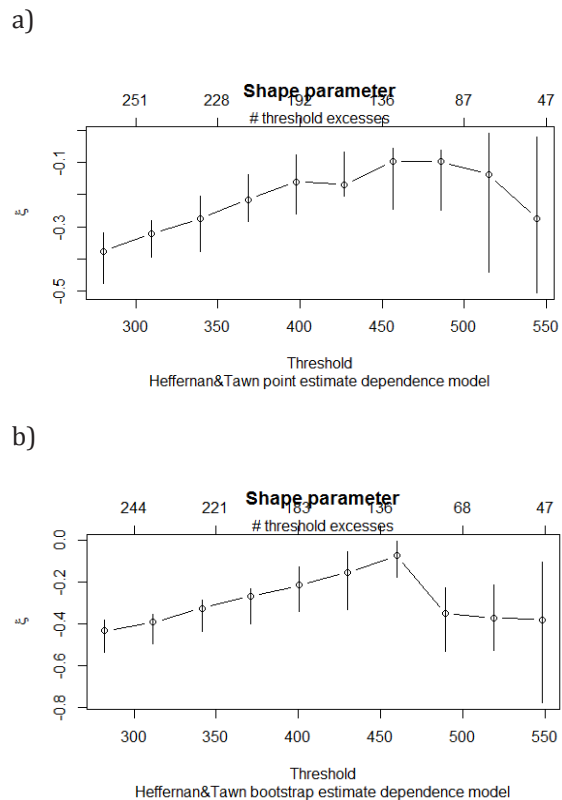 a)
Shape parameter
251 228 192 136 87 47
# threshold excesses
-0.1
-0.3
-0.5
ξ
300 350 400 450 500 550
Threshold
Heffernan&Tawn point estimate dependence model
b)
Shape parameter
244 221 183 136 68 47
# threshold excesses
0.0
-0.2
-0.4
-0.6
-0.8
ξ
300 350 400 450 500 550
Threshold
Heffernan&Tawn bootstrap estimate dependence model